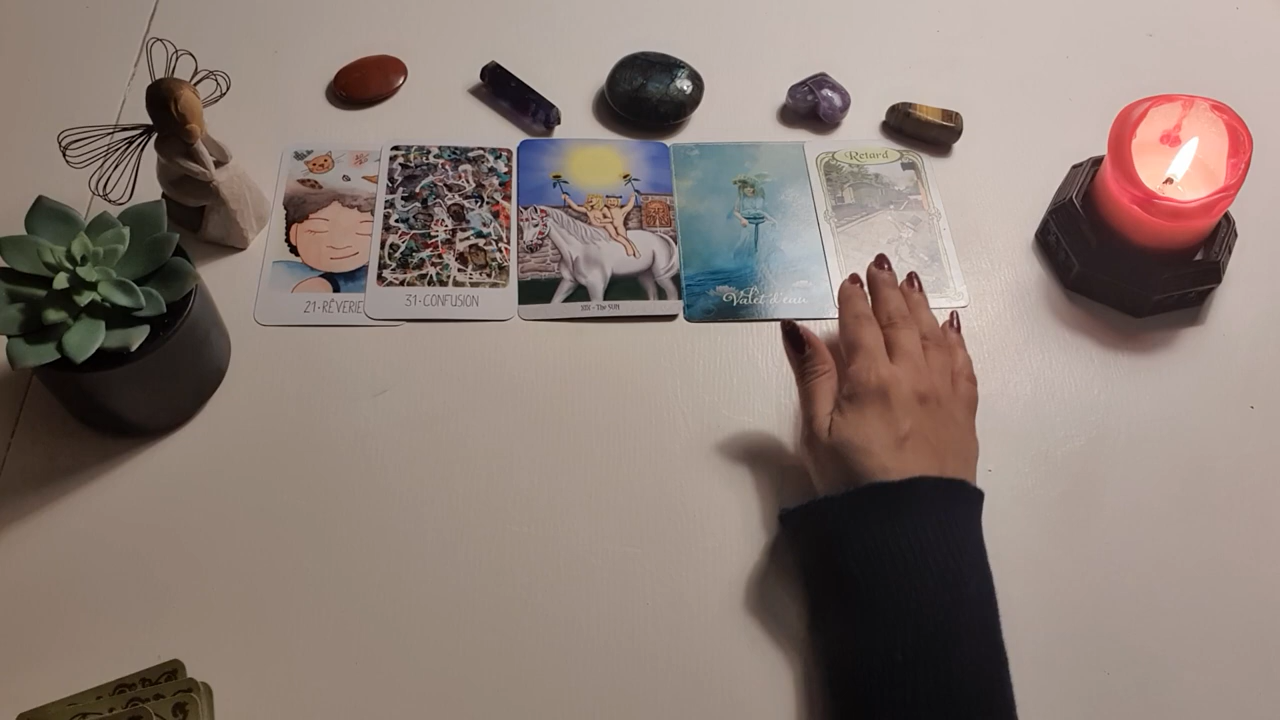 21·RÊVERIE
31·CONFUSION
XIX - The SUN
Valet d'eau
Retard